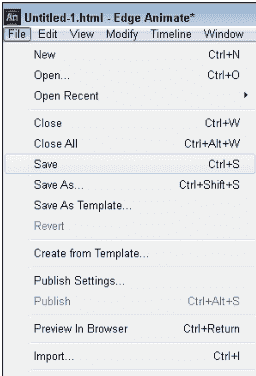 An Untitled-1.html - Edge Animate*
File Edit View Modify Timeline Window
New Ctrl+N
Open... Ctrl+O
Open Recent
Close Ctrl+W
Close All Ctrl+Alt+W
Save Ctrl+S
Save As... Ctrl+Shift+S
Save As Template...
Revert
Create from Template...
Publish Settings...
Publish Ctrl+Alt+S
Preview In Browser Ctrl+Return
Import... Ctrl+I